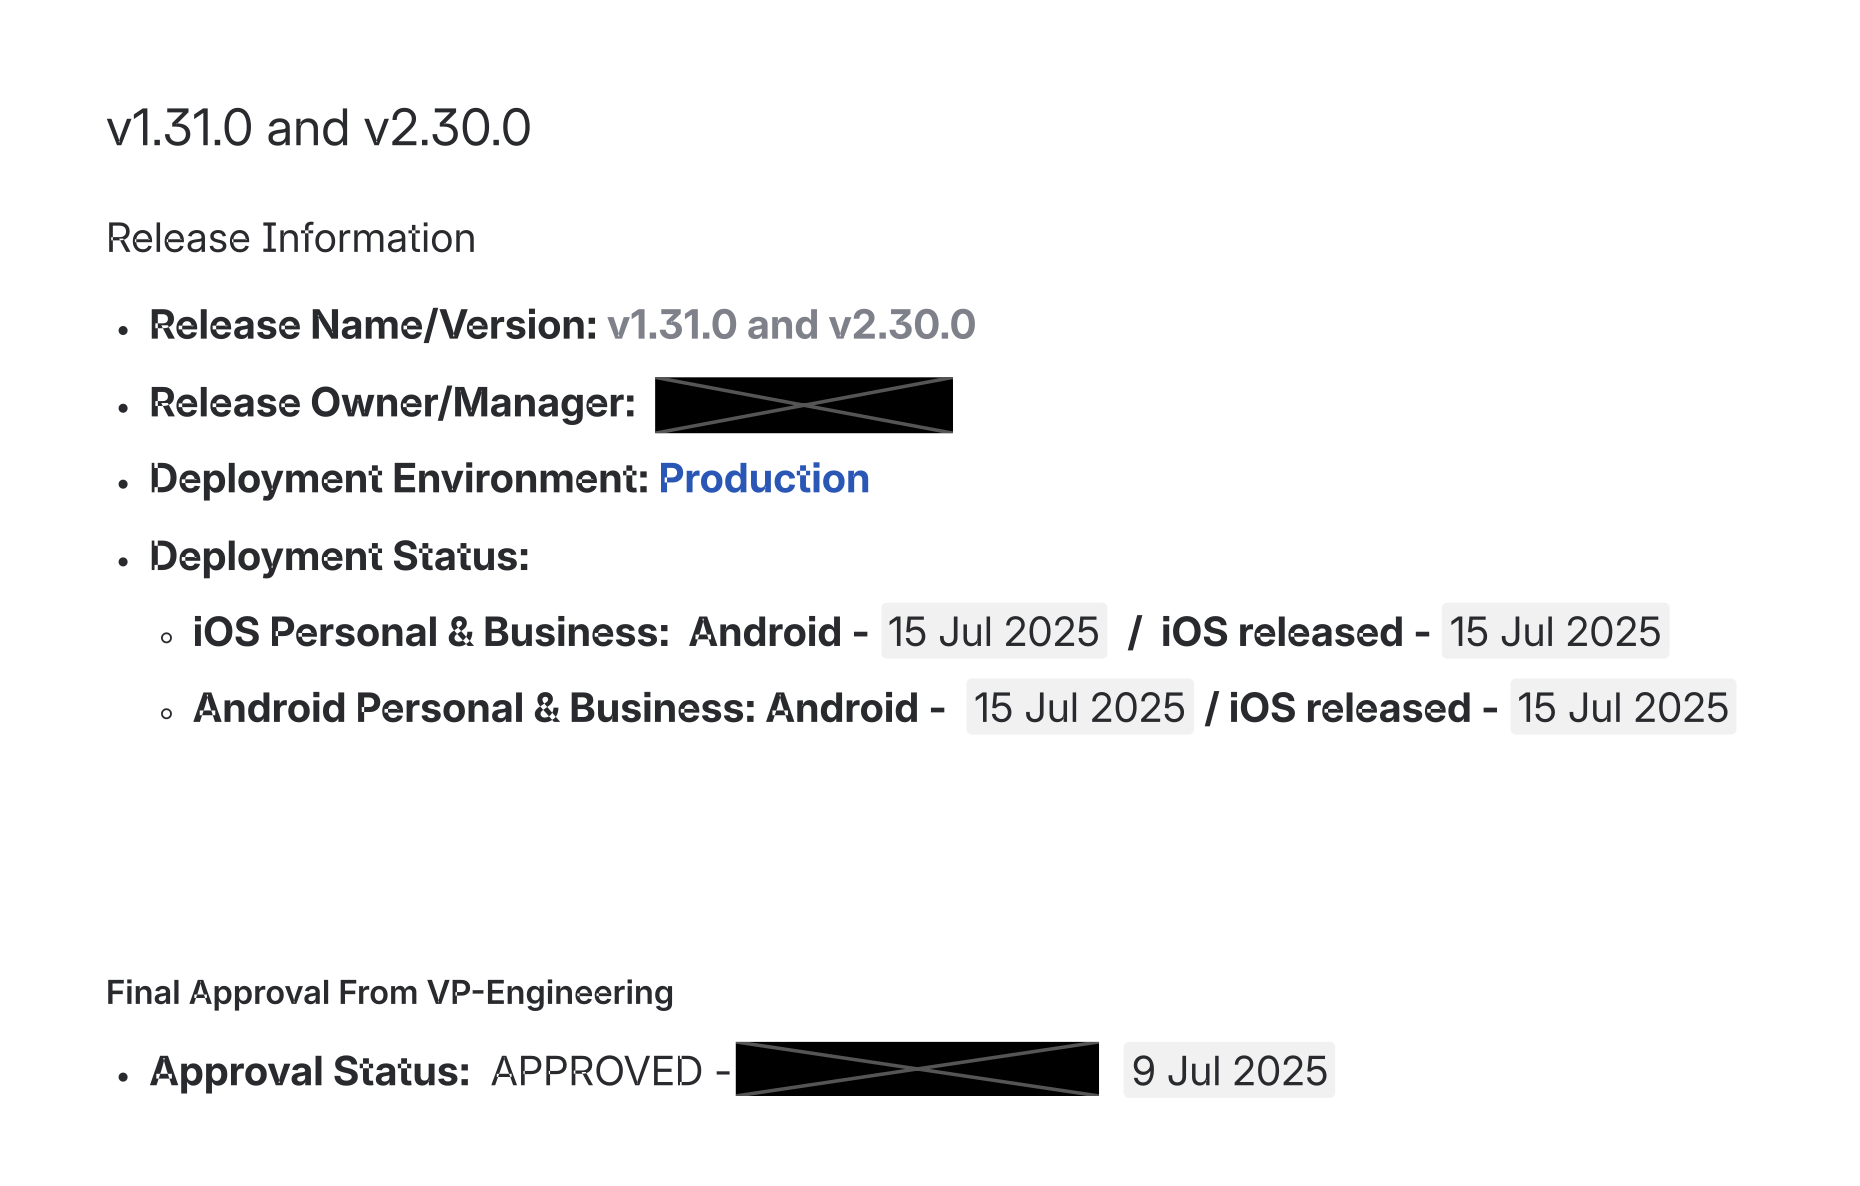 v1.31.0 and v2.30.0
Release Information
• Release Name/Version: v1.31.0 and v2.30.0
• Release Owner/Manager:
• Deployment Environment: Production
• Deployment Status:
◦ iOS Personal & Business: Android - 15 Jul 2025 / iOS released - 15 Jul 2025
◦ Android Personal & Business: Android - 15 Jul 2025 / iOS released - 15 Jul 2025
Final Approval From VP-Engineering
• Approval Status: APPROVED - 9 Jul 2025